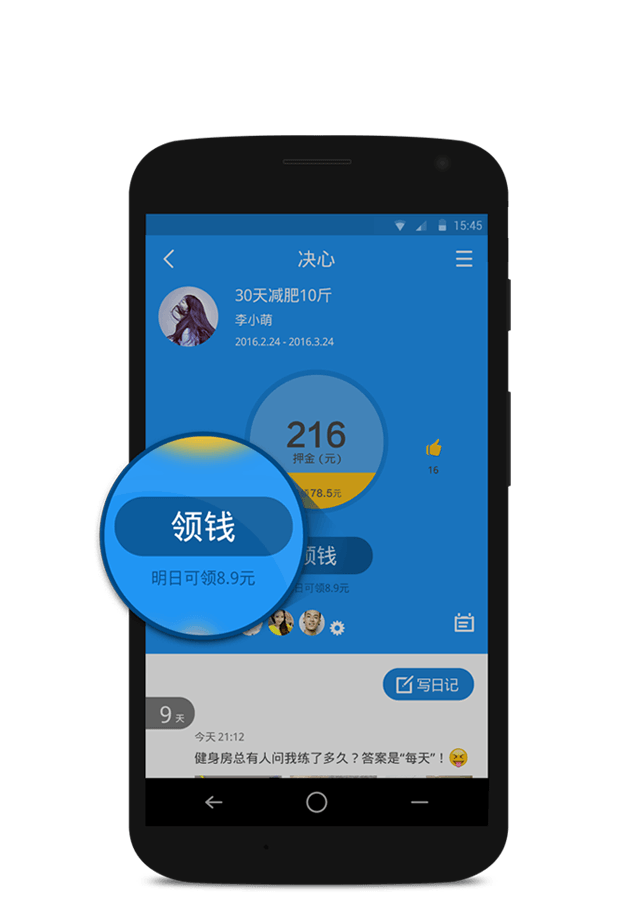 15:45
决心
30天减肥10斤
李小萌
2016.2.24 - 2016.3.24
216
押金 (元)
78.5元
16
领钱
明日可领8.9元
领钱
日可领8.9元
写日记
9 天
今天 21:12
健身房总有人问我练了多久？答案是“每天”！